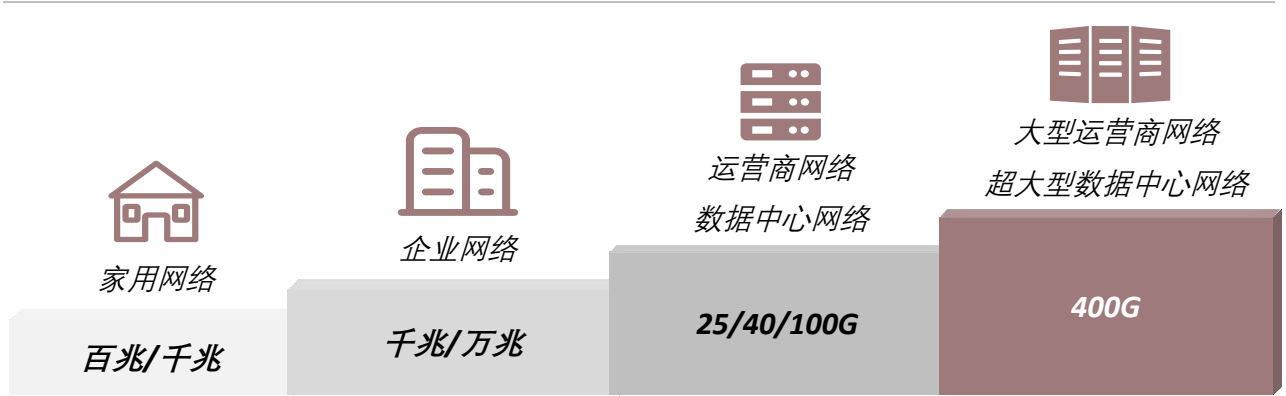 家用网络
百兆/千兆
企业网络
千兆/万兆
运营商网络
数据中心网络
25/40/100G
大型运营商网络
超大型数据中心网络
400G